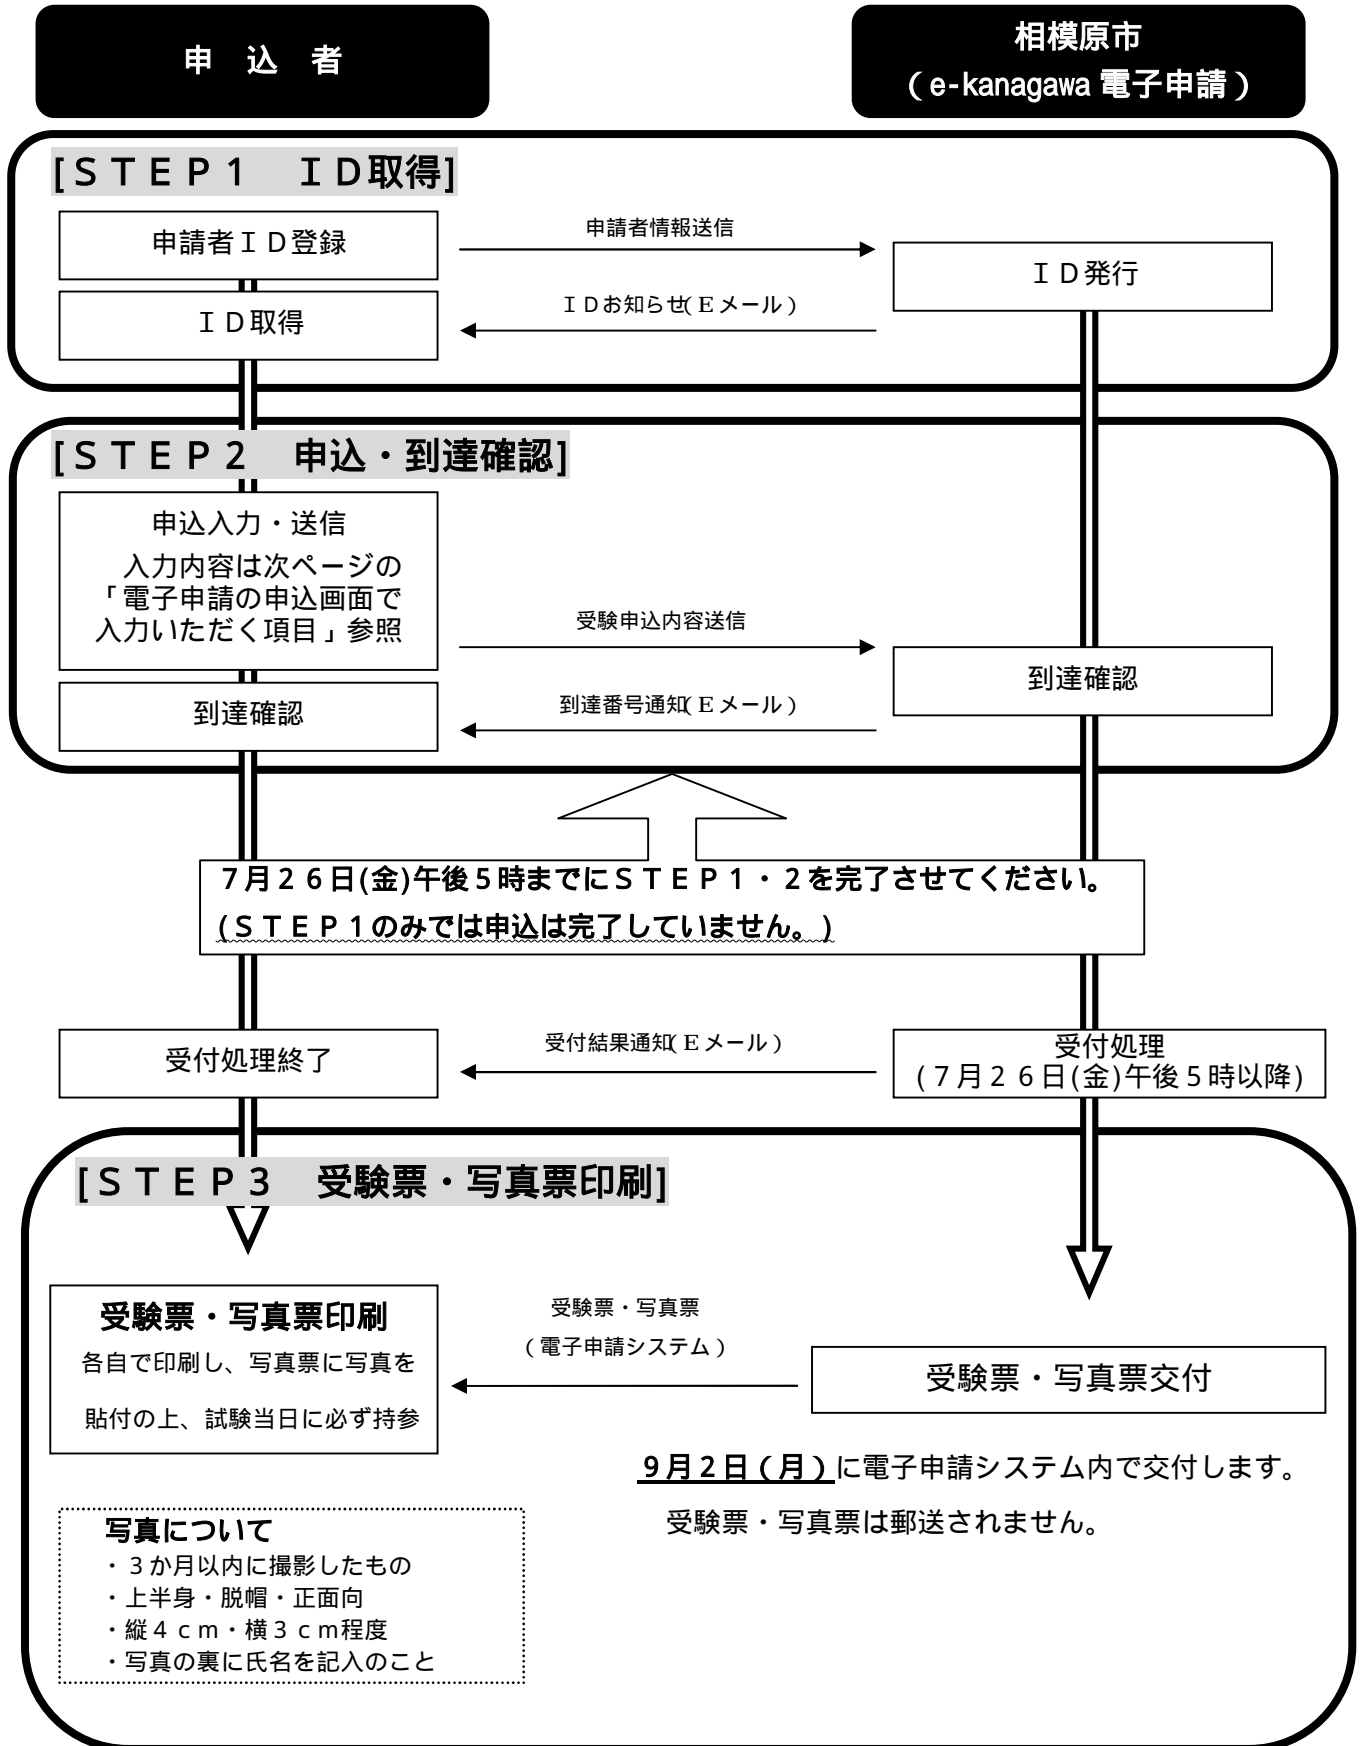 申　込　者
相模原市
（e-kanagawa 電子申請）
[ＳＴＥＰ１　ＩＤ取得]
申請者ＩＤ登録
申請者情報送信
ＩＤ発行
ＩＤお知らせ(Ｅメール）
ＩＤ取得
[ＳＴＥＰ２　申込・到達確認]
申込入力・送信
入力内容は次ページの
「電子申請の申込画面で
入力いただく項目」参照
受験申込内容送信
到達確認
到達番号通知(Ｅメール）
到達確認
７月２６日(金)午後５時までにＳＴＥＰ１・２を完了させてください。
(ＳＴＥＰ１のみでは申込は完了していません。)
受付処理終了
受付結果通知(Ｅメール）
受付処理
(７月２６日(金)午後５時以降)
[ＳＴＥＰ３　受験票・写真票印刷]
受験票・写真票印刷
各自で印刷し、写真票に写真を
貼付の上、試験当日に必ず持参
受験票・写真票
（電子申請システム）
受験票・写真票交付
９月２日（月）に電子申請システム内で交付します。
受験票・写真票は郵送されません。
写真について
・３か月以内に撮影したもの
・上半身・脱帽・正面向
・縦４ｃｍ・横３ｃｍ程度
・写真の裏に氏名を記入のこと